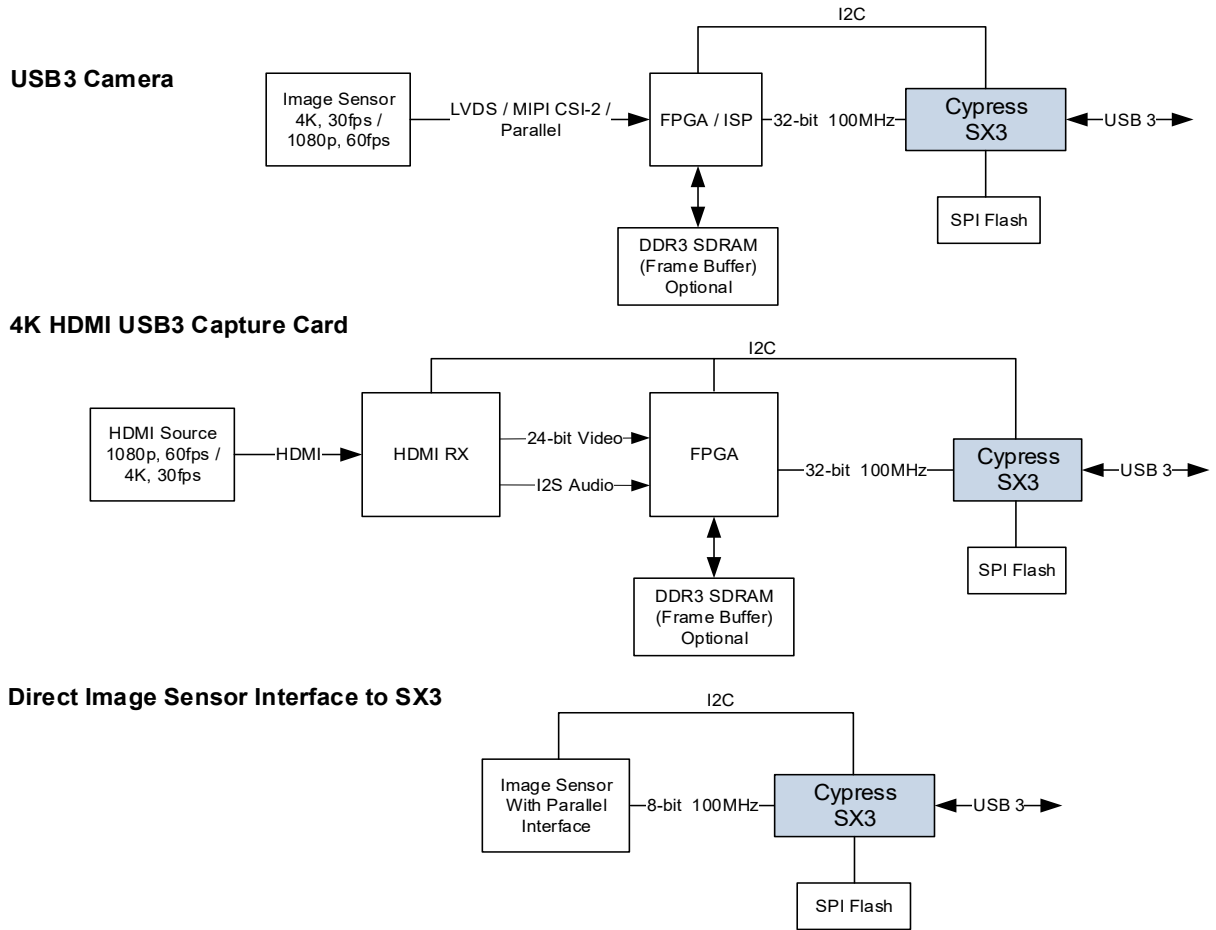 I2C
USB3 Camera
Image Sensor
4K, 30fps /
1080p, 60fps
LVDS / MIPI CSI-2 /
Parallel
FPGA / ISP
32-bit 100MHz
Cypress
SX3
USB 3
SPI Flash
DDR3 SDRAM
(Frame Buffer)
Optional
4K HDMI USB3 Capture Card
I2C
HDMI Source
1080p, 60fps /
4K, 30fps
HDMI
HDMI RX
24-bit Video
I2S Audio
FPGA
32-bit 100MHz
Cypress
SX3
USB 3
SPI Flash
DDR3 SDRAM
(Frame Buffer)
Optional
Direct Image Sensor Interface to SX3
I2C
Image Sensor
With Parallel
Interface
8-bit 100MHz
Cypress
SX3
USB 3
SPI Flash